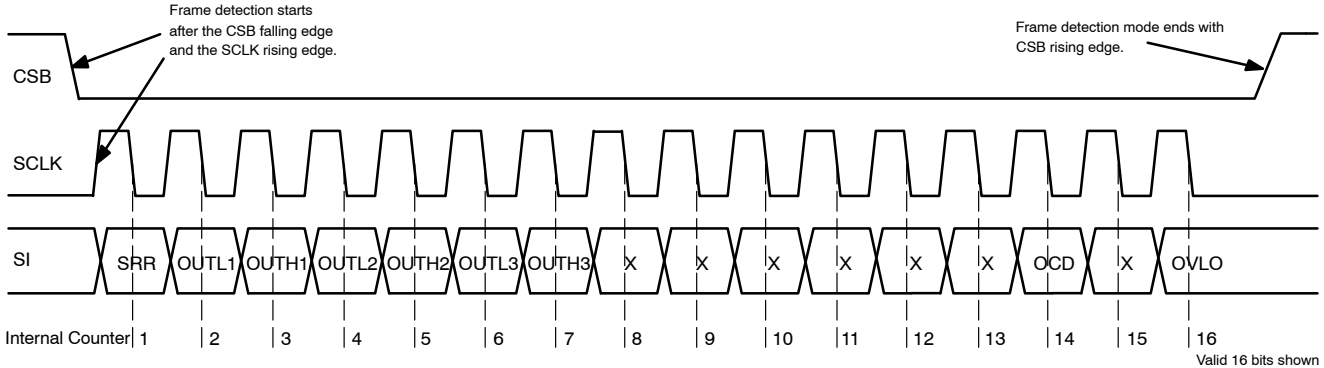 Frame detection starts
after the CSB falling edge
and the SCLK rising edge.
Frame detection mode ends with
CSB rising edge.
CSB
SCLK
SI
SRR OUTL1 OUTH1 OUTL2 OUTH2 OUTL3 OUTH3 X X X X X X OCD X OVLO
Internal Counter 1 2 3 4 5 6 7 8 9 10 11 12 13 14 15 16
Valid 16 bits shown